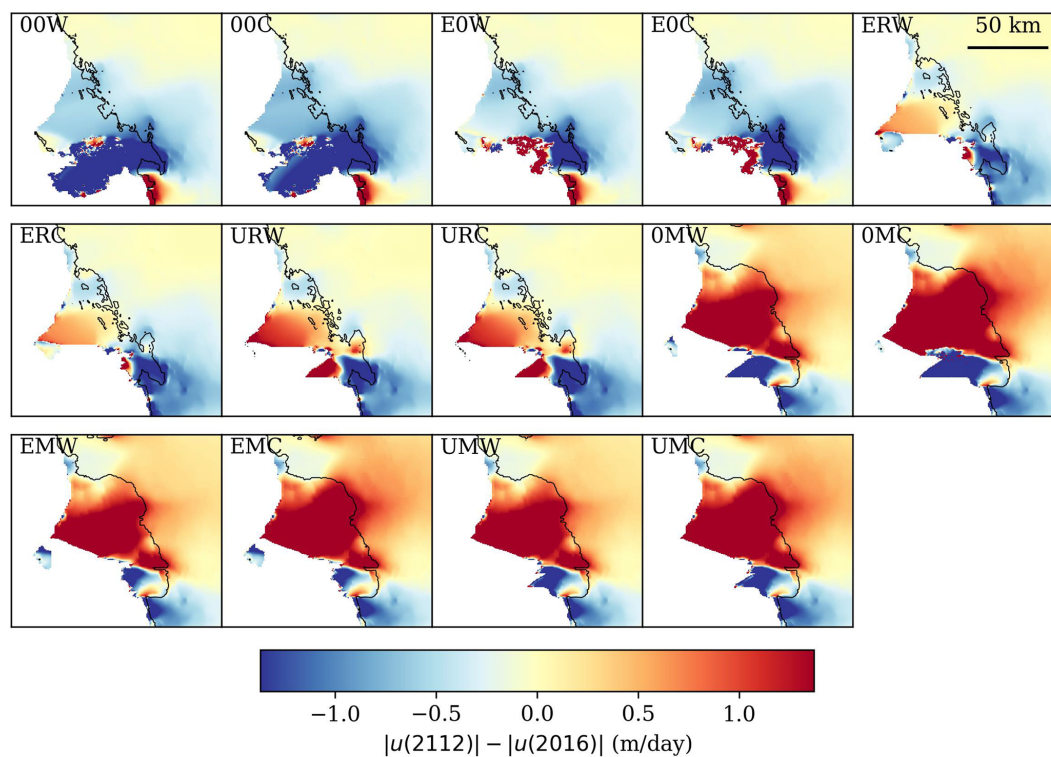 00W 00C E0W E0C ERW
50 km
ERC URW URC 0MW 0MC
EMW EMC UMW UMC
−1.0 −0.5 0.0 0.5 1.0
|u(2112)| − |u(2016)| (m/day)